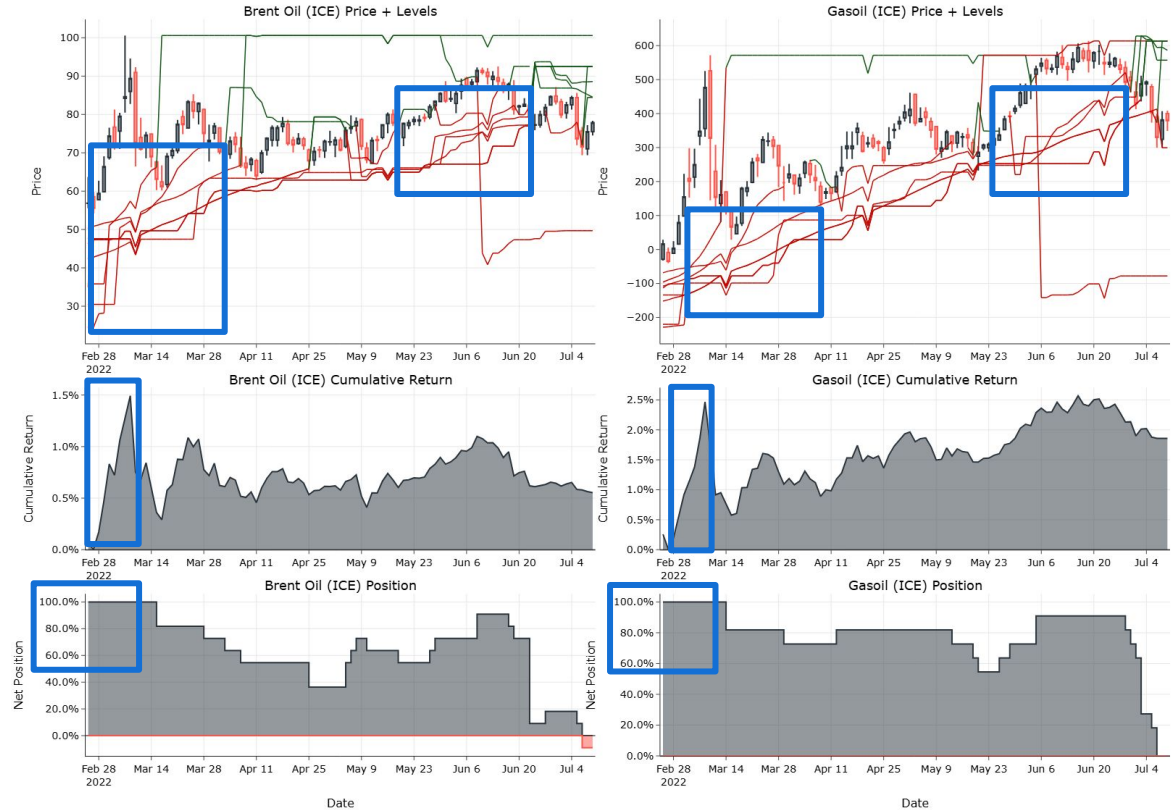 Brent Oil (ICE) Price + Levels
Price
100
90
80
70
60
50
40
30
Feb 28 Mar 14 Mar 28 Apr 11 Apr 25 May 9 May 23 Jun 6 Jun 20 Jul 4
2022
Gasoil (ICE) Price + Levels
Price
600
500
400
300
200
100
0
−100
−200
Feb 28 Mar 14 Mar 28 Apr 11 Apr 25 May 9 May 23 Jun 6 Jun 20 Jul 4
2022
Brent Oil (ICE) Cumulative Return
Cumulative Return
1.5%
1.0%
0.5%
0.0%
Feb 28 Mar 14 Mar 28 Apr 11 Apr 25 May 9 May 23 Jun 6 Jun 20 Jul 4
2022
Gasoil (ICE) Cumulative Return
Cumulative Return
2.5%
2.0%
1.5%
1.0%
0.5%
0.0%
Feb 28 Mar 14 Mar 28 Apr 11 Apr 25 May 9 May 23 Jun 6 Jun 20 Jul 4
2022
Brent Oil (ICE) Position
Net Position
100.0%
80.0%
60.0%
40.0%
20.0%
0.0%
Feb 28 Mar 14 Mar 28 Apr 11 Apr 25 May 9 May 23 Jun 6 Jun 20 Jul 4
2022
Date
Gasoil (ICE) Position
Net Position
100.0%
80.0%
60.0%
40.0%
20.0%
0.0%
Feb 28 Mar 14 Mar 28 Apr 11 Apr 25 May 9 May 23 Jun 6 Jun 20 Jul 4
2022
Date